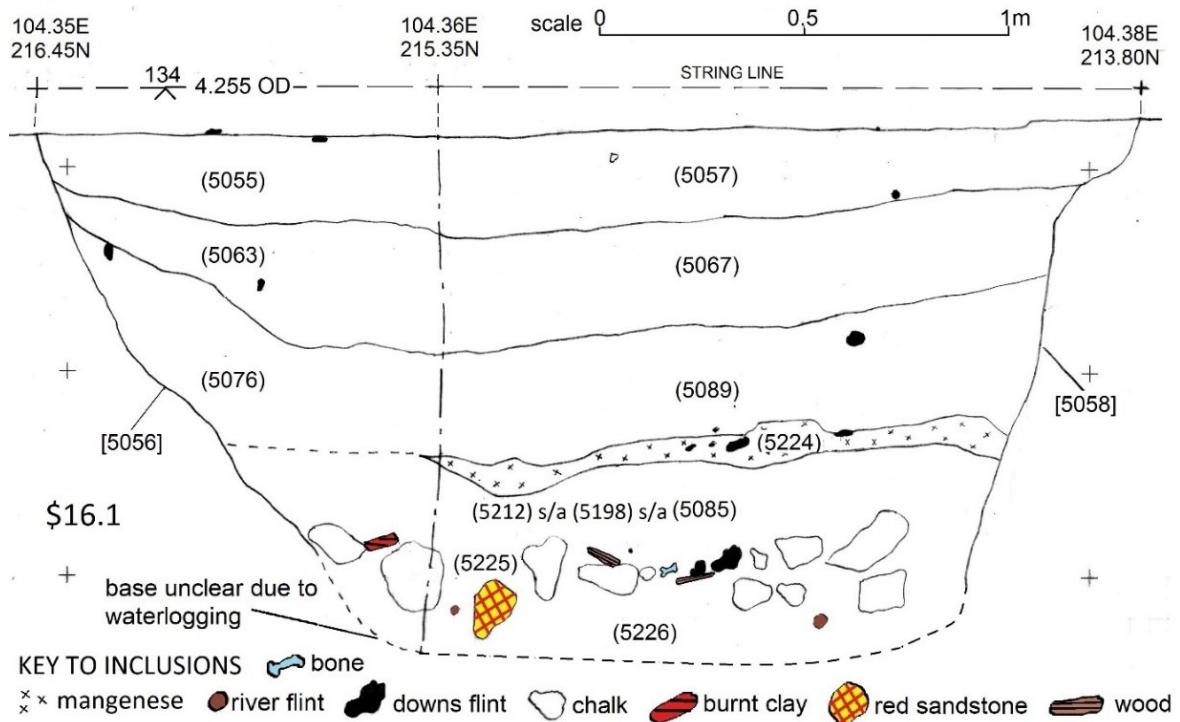 104.35E
216.45N
104.36E
215.35N
scale 0 0.5 1m
104.38E
213.80N
134 4.255 OD
STRING LINE
(5055)
(5057)
(5063)
(5067)
(5076)
(5089)
[5056]
[5058]
(5224)
$16.1
(5212) s/a (5198) s/a (5085)
(5225)
base unclear due to
waterlogging
(5226)
KEY TO INCLUSIONS bone
mangenese river flint downs flint chalk burnt clay red sandstone wood